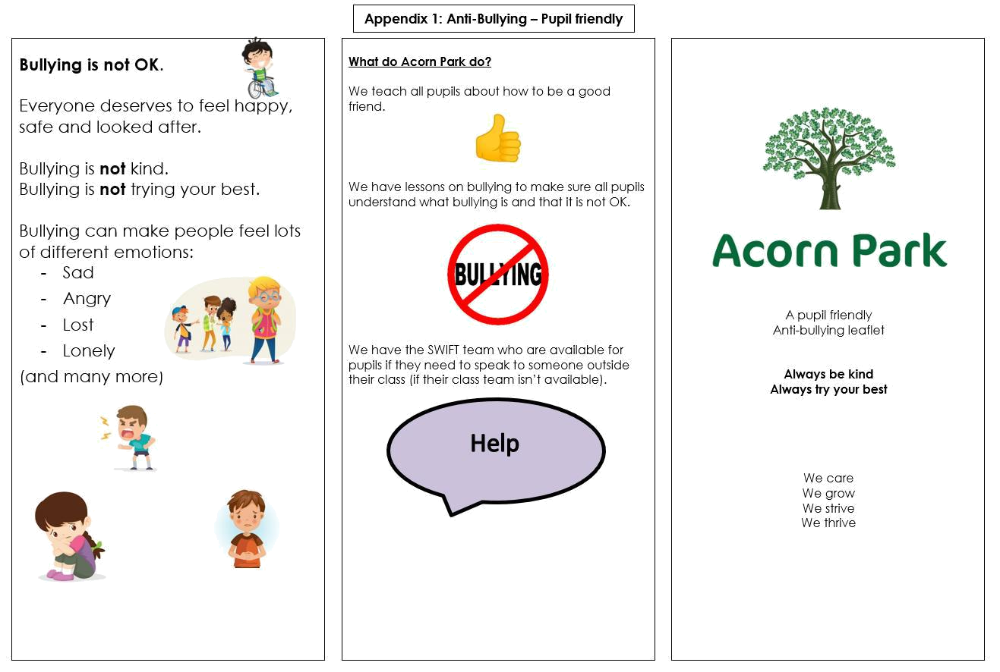 Appendix 1: Anti-Bullying – Pupil friendly
Bullying is not OK.
Everyone deserves to feel happy,
safe and looked after.
Bullying is not kind.
Bullying is not trying your best.
Bullying can make people feel lots
of different emotions:
- Sad
- Angry
- Lost
- Lonely
(and many more)
What do Acorn Park do?
We teach all pupils about how to be a good
friend.
We have lessons on bullying to make sure all pupils
understand what bullying is and that it is not OK.
BULLYING
We have the SWIFT team who are available for
pupils if they need to speak to someone outside
their class (if their class team isn’t available).
Help
Acorn Park
A pupil friendly
Anti-bullying leaflet
Always be kind
Always try your best
We care
We grow
We strive
We thrive